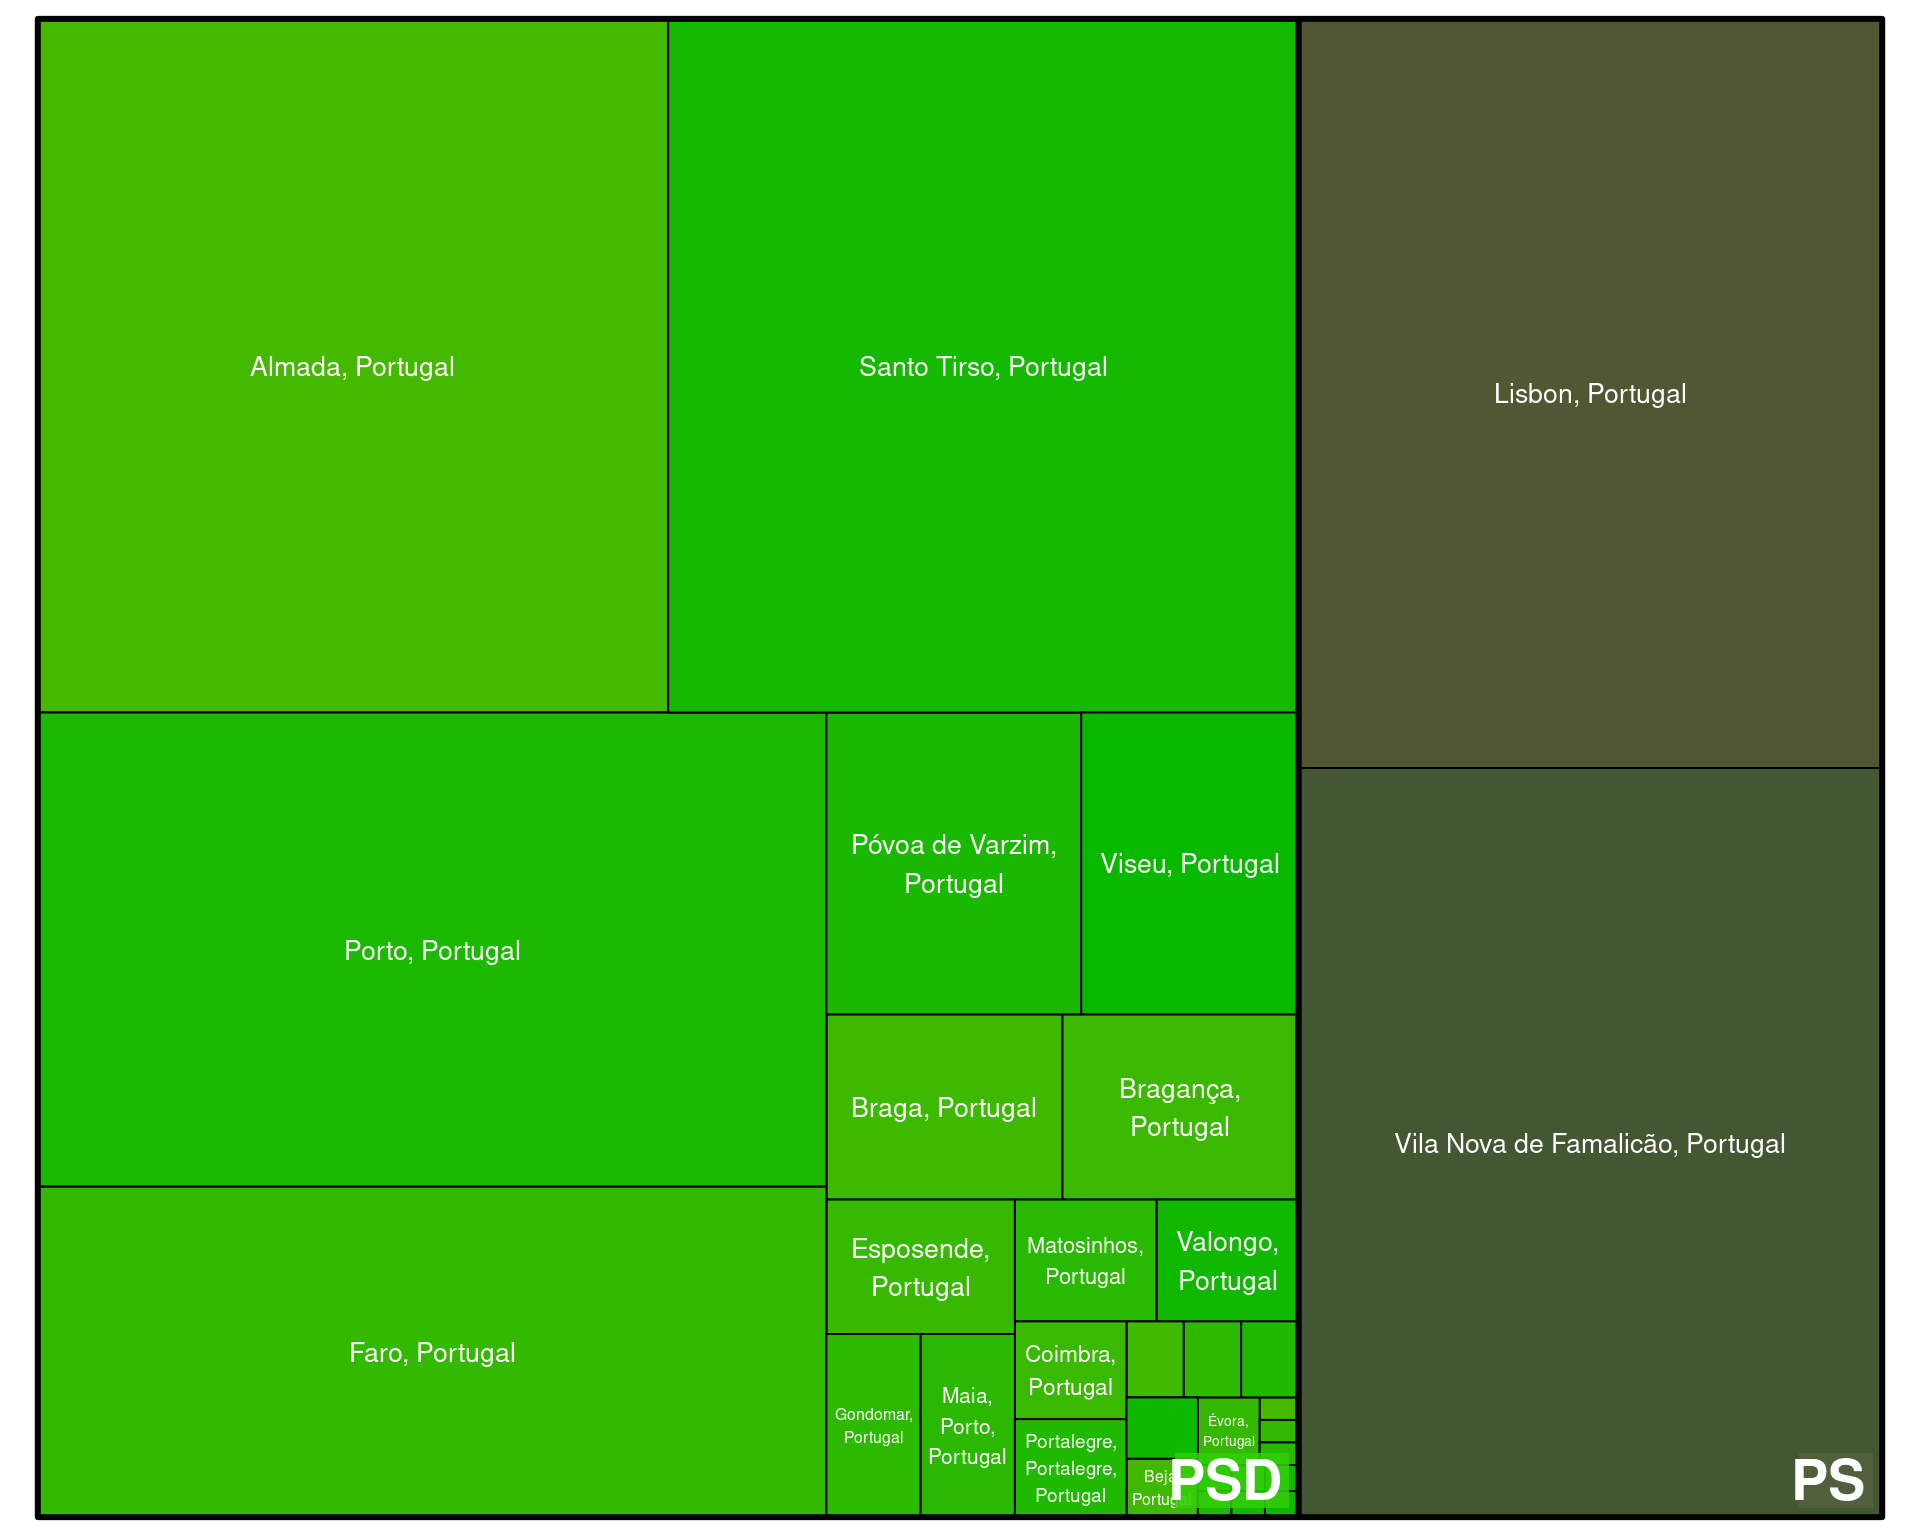 Almada, Portugal
Santo Tirso, Portugal
Lisbon, Portugal
Porto, Portugal
Póvoa de Varzim,
Portugal
Viseu, Portugal
Braga, Portugal
Bragança,
Portugal
Vila Nova de Famalicão, Portugal
Faro, Portugal
Esposende,
Portugal
Matosinhos,
Portugal
Valongo,
Portugal
Gondomar,
Portugal
Maia,
Porto,
Portugal
Coimbra,
Portugal
Portalegre,
Portalegre,
Portugal
Évora,
Portugal
Beja,
Portugal
PSD
PS